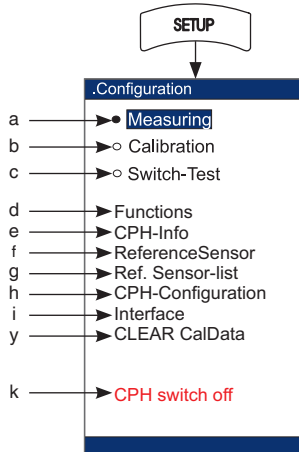 SETUP
.Configuration
a Measuring
b Calibration
c Switch-Test
d Functions
e CPH-Info
f ReferenceSensor
g Ref. Sensor-list
h CPH-Configuration
i Interface
y CLEAR CalData
k CPH switch off